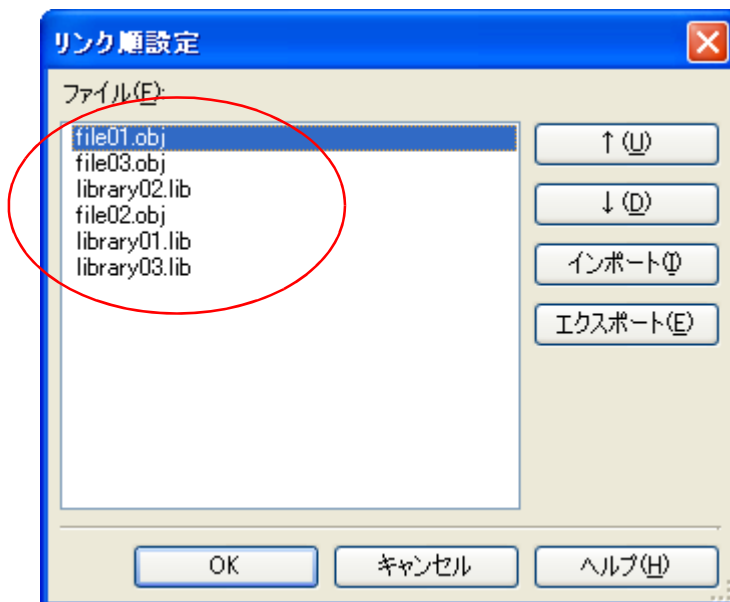 リンク順設定
ファイル(F):
file01.obj
file03.obj
library02.lib
file02.obj
library01.lib
library03.lib
↑(U)
↓(D)
インポート(I)
エクスポート(E)
OK
キャンセル
ヘルプ(H)